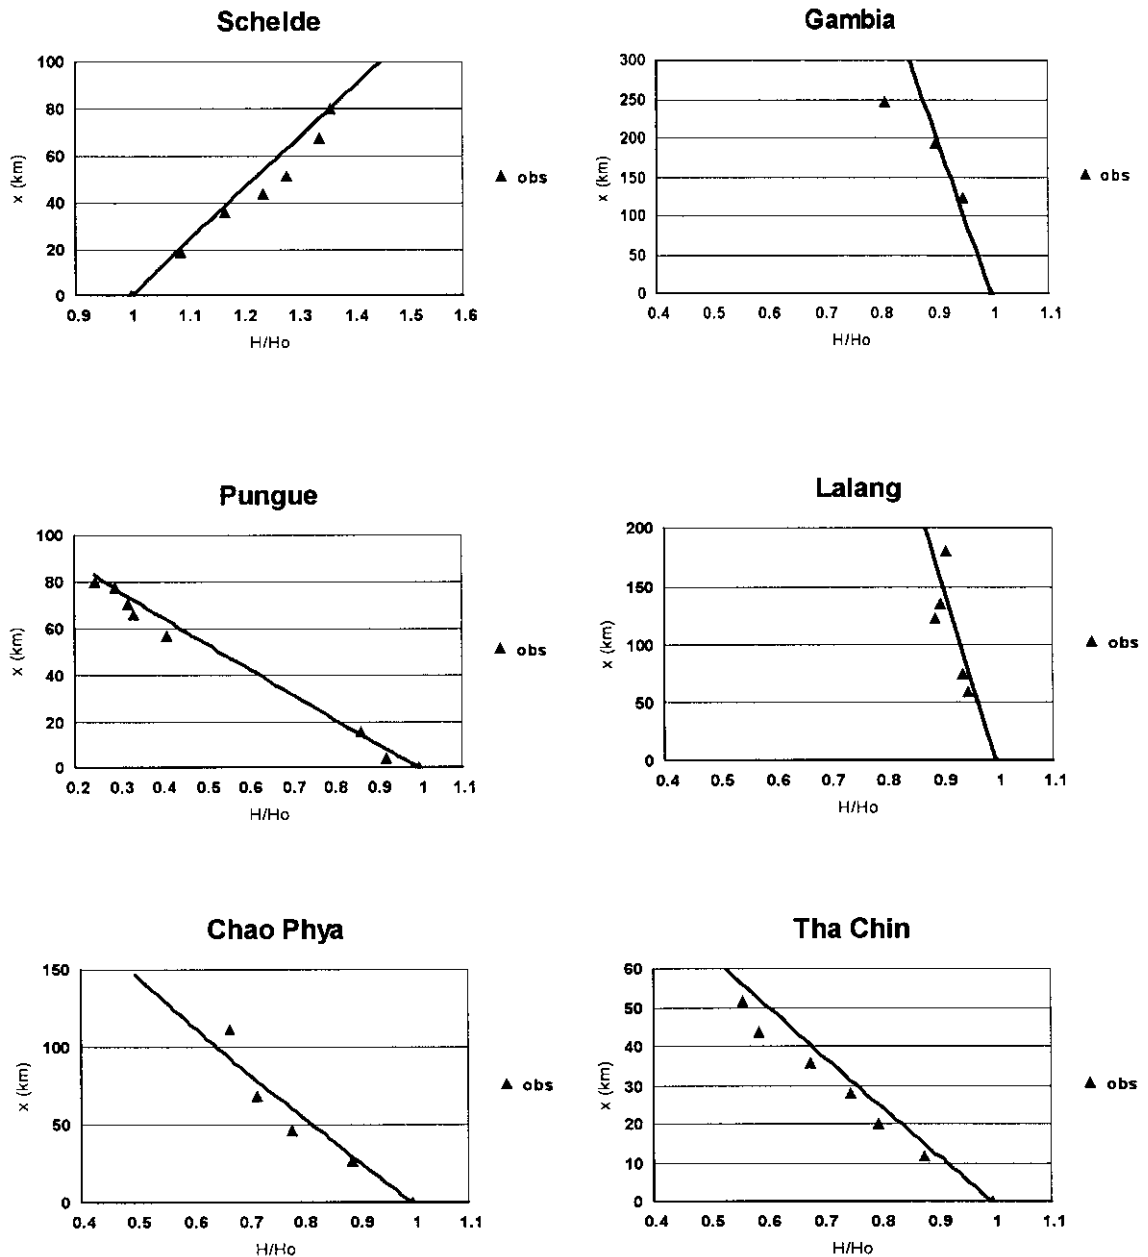 Schelde
100
80
60
40
20
0
x (km)
0.9 1 1.1 1.2 1.3 1.4 1.5 1.6
H/Ho
obs
Gambia
300
250
200
150
100
50
0
x (km)
0.4 0.5 0.6 0.7 0.8 0.9 1 1.1
H/Ho
obs
Pungue
100
80
60
40
20
0
x (km)
0.2 0.3 0.4 0.5 0.6 0.7 0.8 0.9 1 1.1
H/Ho
obs
Lalang
200
150
100
50
0
x (km)
0.4 0.5 0.6 0.7 0.8 0.9 1 1.1
H/Ho
obs
Chao Phya
150
100
50
0
x (km)
0.4 0.5 0.6 0.7 0.8 0.9 1 1.1
H/Ho
obs
Tha Chin
60
50
40
30
20
10
0
x (km)
0.4 0.5 0.6 0.7 0.8 0.9 1 1.1
H/Ho
obs